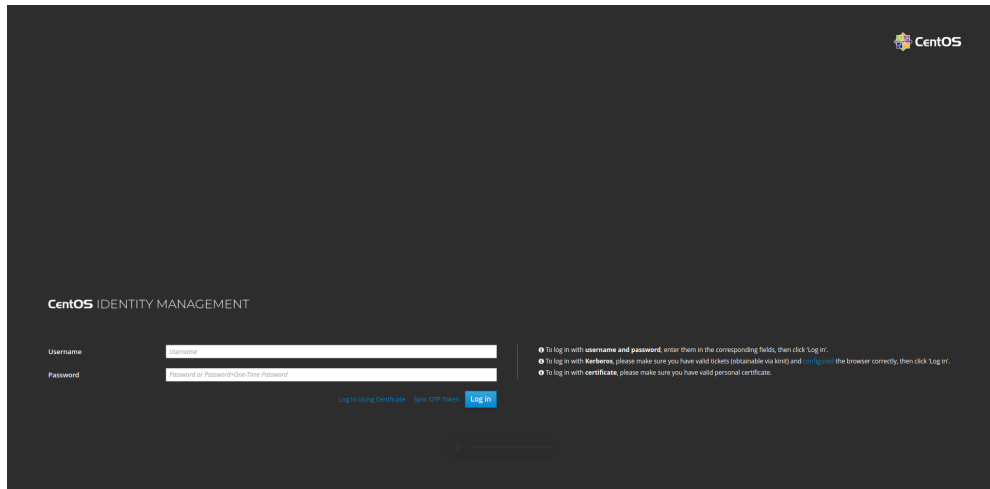 CentOS
CentOS IDENTITY MANAGEMENT
Username
Username
Password
Password or Password+One-Time Password
Log In Using Certificate Sync OTP Token Log in
To log in with username and password, enter them in the corresponding fields, then click 'Log in'.
To log in with Kerberos, please make sure you have valid tickets (obtainable via kinit) and configured the browser correctly, then click 'Log in'.
To log in with certificate, please make sure you have valid personal certificate.